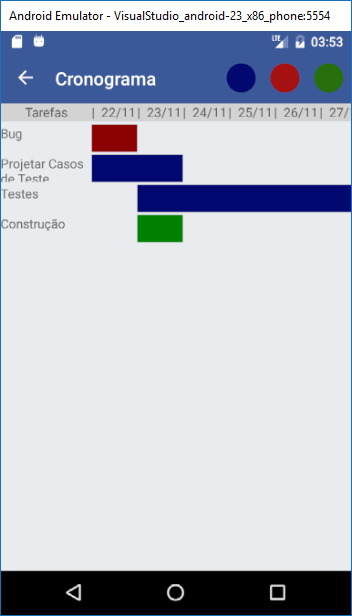 Android Emulator - VisualStudio_android-23_x86_phone:5554
LTE 03:53
Cronograma
Tarefas | 22/11 | 23/11 | 24/11 | 25/11 | 26/11 | 27/
Bug
Projetar Casos
de Teste
Testes
Construção